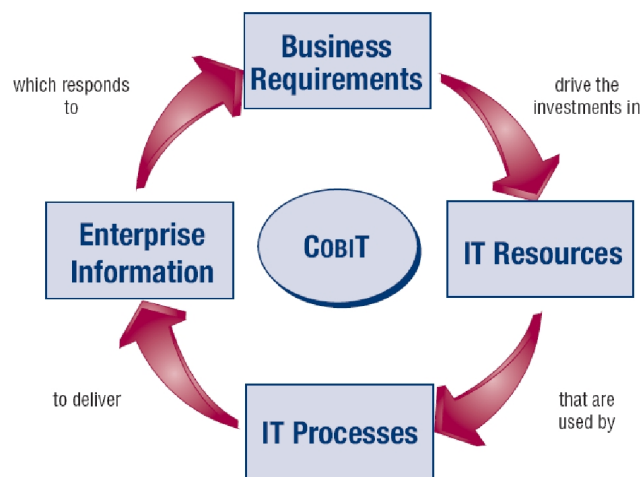 Business
Requirements
drive the
investments in
IT Resources
that are
used by
IT Processes
to deliver
Enterprise
Information
which responds
to
COBIT